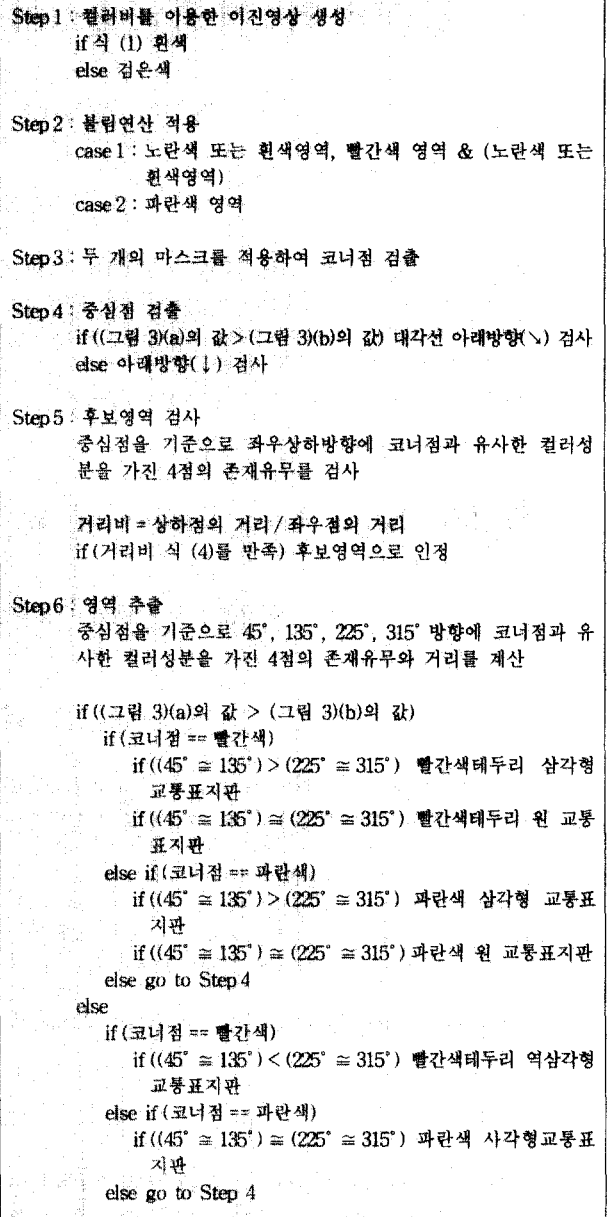 Step 1 : 컬러비를 이용한 이진영상 생성
if 식 (1) 흰색
else 검은색
Step 2 : 불림연산 적용
case 1 : 노란색 또는 흰색영역, 빨간색 영역 & (노란색 또는
흰색영역)
case 2 : 파란색 영역
Step 3 : 두 개의 마스크를 적용하여 코너점 검출
Step 4 : 중심점 검출
if ((그림 3)(a)의 값 > (그림 3)(b)의 값) 대각선 아래방향(↘) 검사
else 아래방향(↓) 검사
Step 5 : 후보영역 검사
중심점을 기준으로 좌우상하방향에 코너점과 유사한 컬러성
분을 가진 4점의 존재유무를 검사
거리비 = 상하점의 거리 / 좌우점의 거리
if (거리비 식 (4)를 만족) 후보영역으로 인정
Step 6 : 영역 추출
중심점을 기준으로 45°, 135°, 225°, 315° 방향에 코너점과 유
사한 컬러성분을 가진 4점의 존재유무와 거리를 계산
if ((그림 3)(a)의 값 > (그림 3)(b)의 값)
if (코너점 == 빨간색)
if ((45° ≅ 135°) > (225° ≅ 315°) 빨간색테두리 삼각형
교통표지판
if ((45° ≅ 135°) ≅ (225° ≅ 315°) 빨간색테두리 원 교통
표지판
else if (코너점 == 파란색)
if ((45° ≅ 135°) > (225° ≅ 315°) 파란색 삼각형 교통표
지판
if ((45° ≅ 135°) ≅ (225° ≅ 315°) 파란색 원 교통표지판
else go to Step 4
else
if (코너점 == 빨간색)
if ((45° ≅ 135°) < (225° ≅ 315°) 빨간색테두리 역삼각형
교통표지판
else if (코너점 == 파란색)
if ((45° ≅ 135°) ≅ (225° ≅ 315°) 파란색 사각형교통표
지판
else go to Step 4